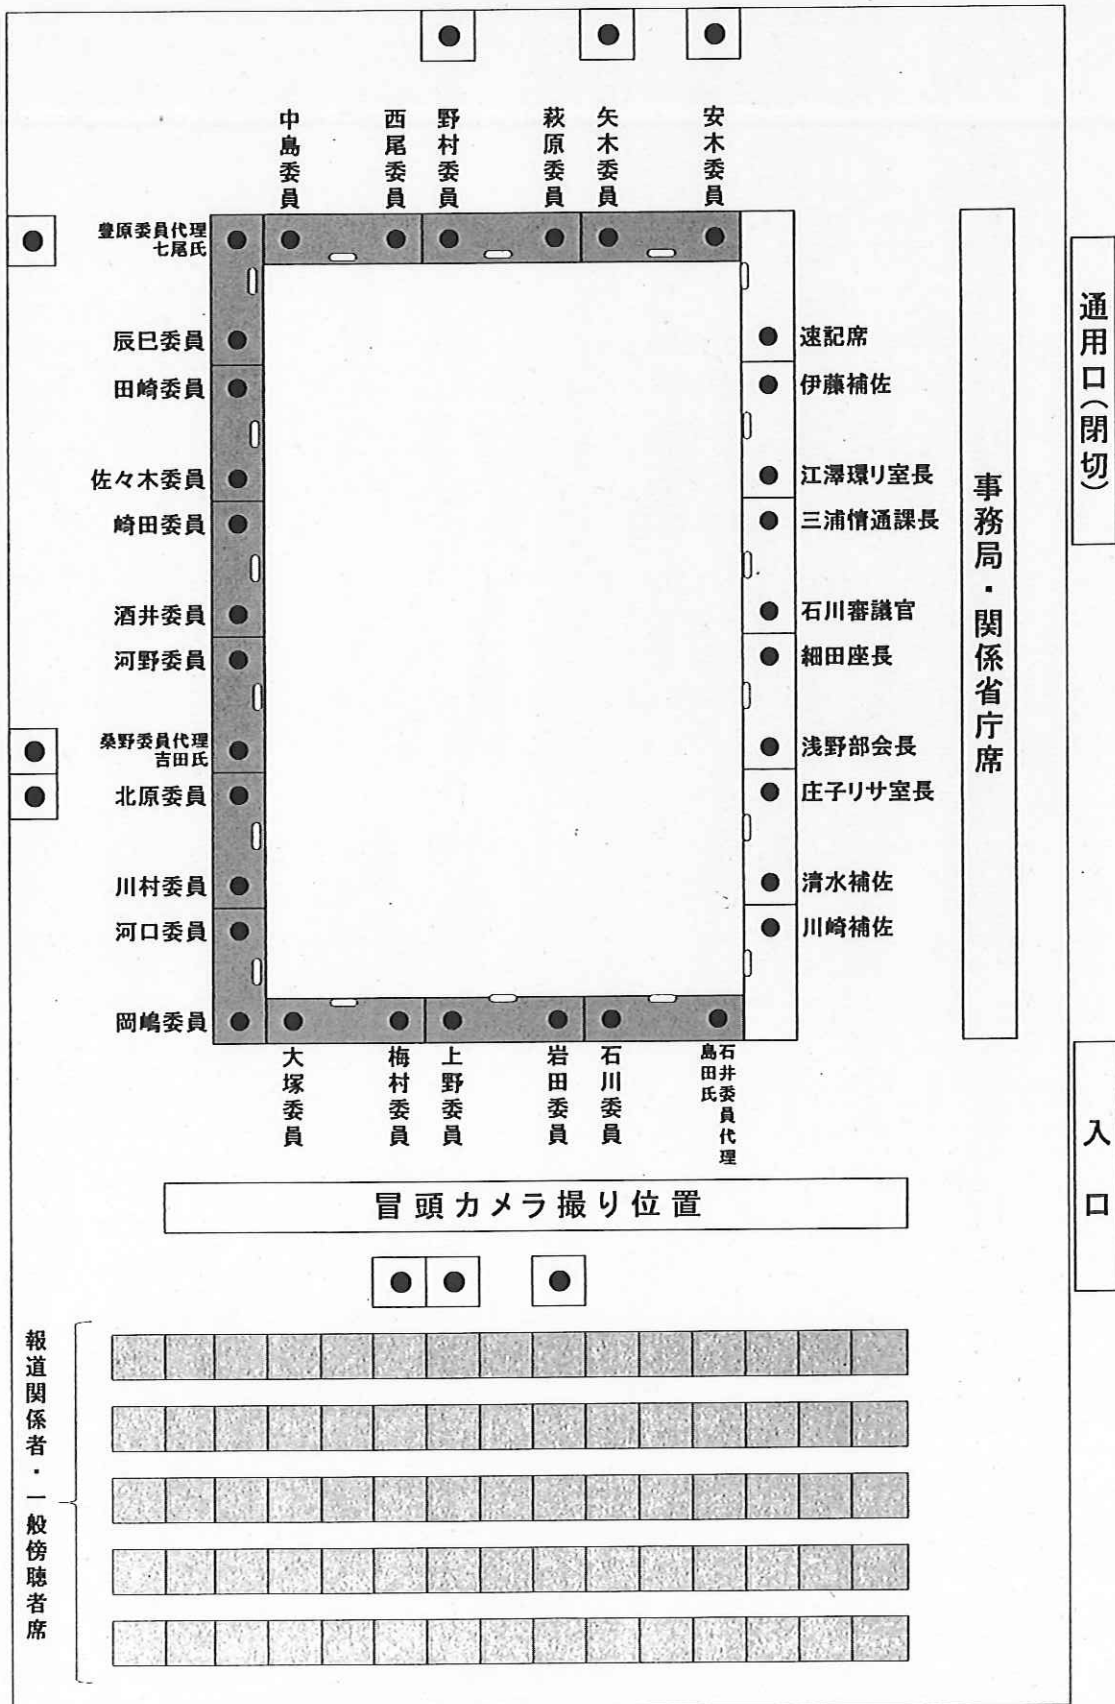 中島委員
西尾委員
野村委員
萩原委員
矢木委員
安木委員
豊原委員代理
七尾氏
辰巳委員
田崎委員
佐々木委員
崎田委員
酒井委員
河野委員
桑野委員代理
吉田氏
北原委員
川村委員
河口委員
岡嶋委員
速記席
伊藤補佐
江澤環リ室長
三浦情通課長
石川審議官
細田座長
浅野部会長
庄子リサ室長
清水補佐
川崎補佐
事務局・関係省庁席
通用口(閉切)
入口
大塚委員
梅村委員
上野委員
岩田委員
石川委員
石井委員代理
島田氏
冒頭カメラ撮り位置
報道関係者・一般傍聴者席